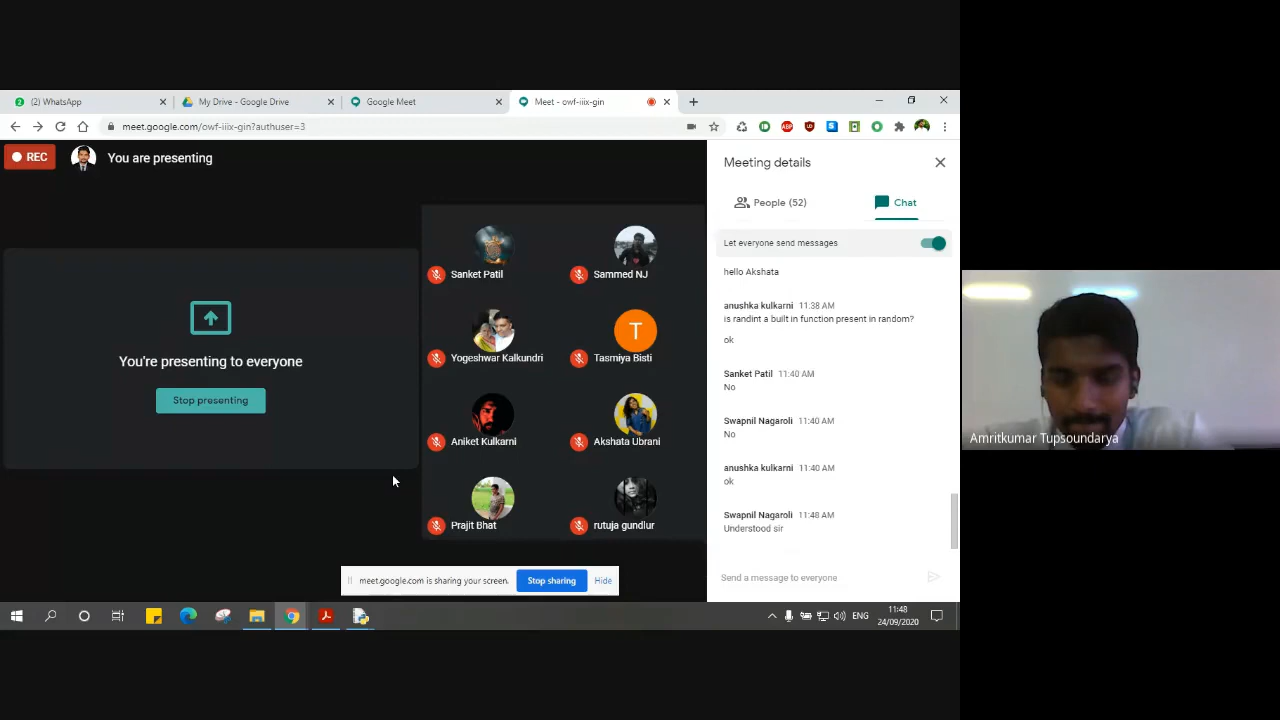 (2) WhatsApp
My Drive - Google Drive
Google Meet
Meet - owf-iiix-gin
meet.google.com/owf-iiix-gin?authuser=3
REC
You are presenting
Meeting details
People (52)
Chat
Let everyone send messages
hello Akshata
anushka kulkarni 11:38 AM
is randint a built in function present in random?
ok
Sanket Patil 11:40 AM
No
Swapnil Nagaroli 11:40 AM
No
anushka kulkarni 11:40 AM
ok
Swapnil Nagaroli 11:48 AM
Understood sir
Send a message to everyone
You're presenting to everyone
Stop presenting
Sanket Patil
Sammed NJ
Yogeshwar Kalkundri
T
Tasmiya Bisti
Aniket Kulkarni
Akshata Ubrani
Prajit Bhat
rutuja gundlur
meet.google.com is sharing your screen.
Stop sharing
Hide
ENG
11:48
24/09/2020
Amritkumar Tupsoundarya